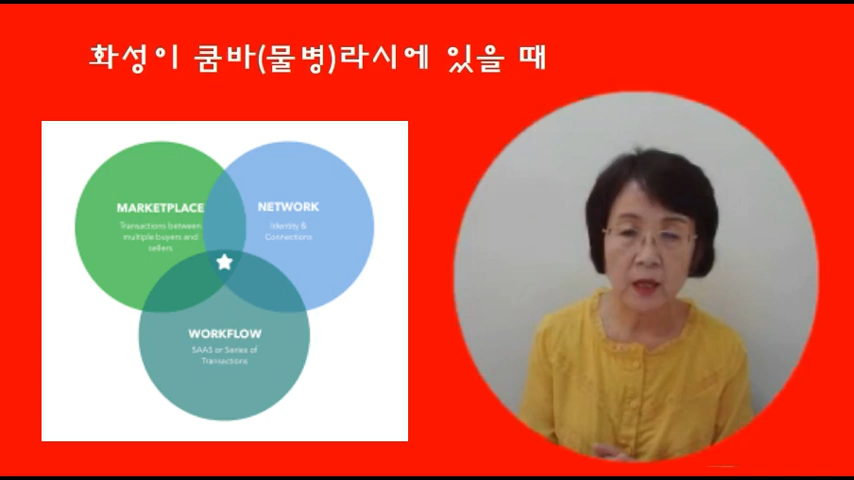 화성이 쿰바(물병)라시에 있을 때
MARKETPLACE
Transactions between
multiple buyers and
sellers
NETWORK
Identity &
Connections
WORKFLOW
SAAS or Series of
Transactions